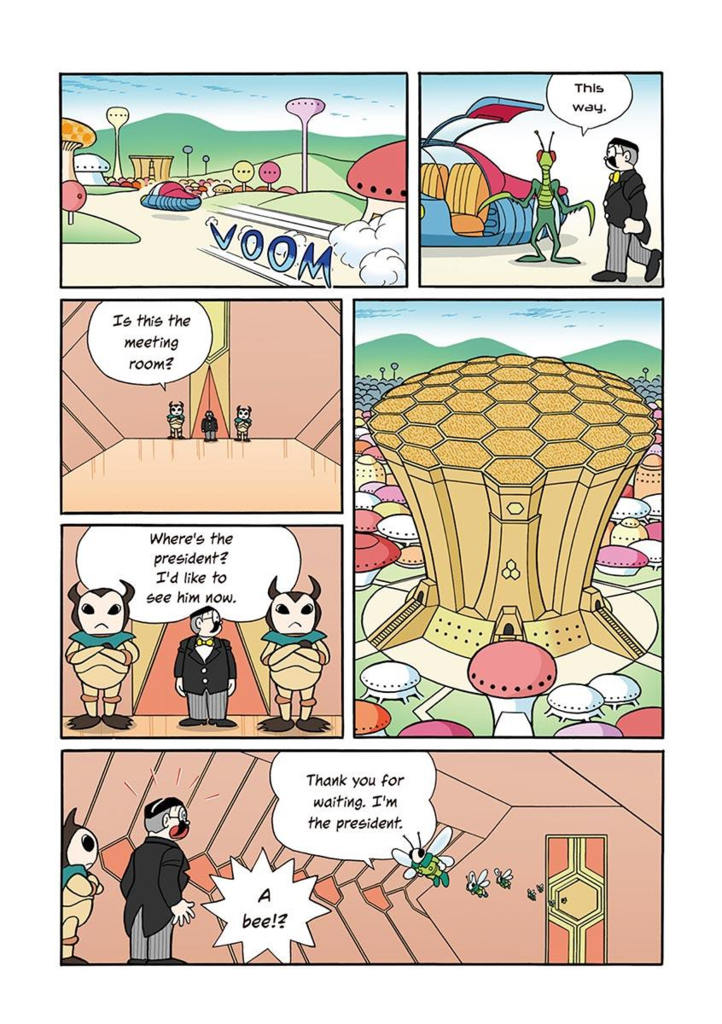 VOOM
This
way.
Is this the
meeting
room?
Where's the
president?
I'd like to
see him now.
Thank you for
waiting. I'm
the president.
A
bee!?